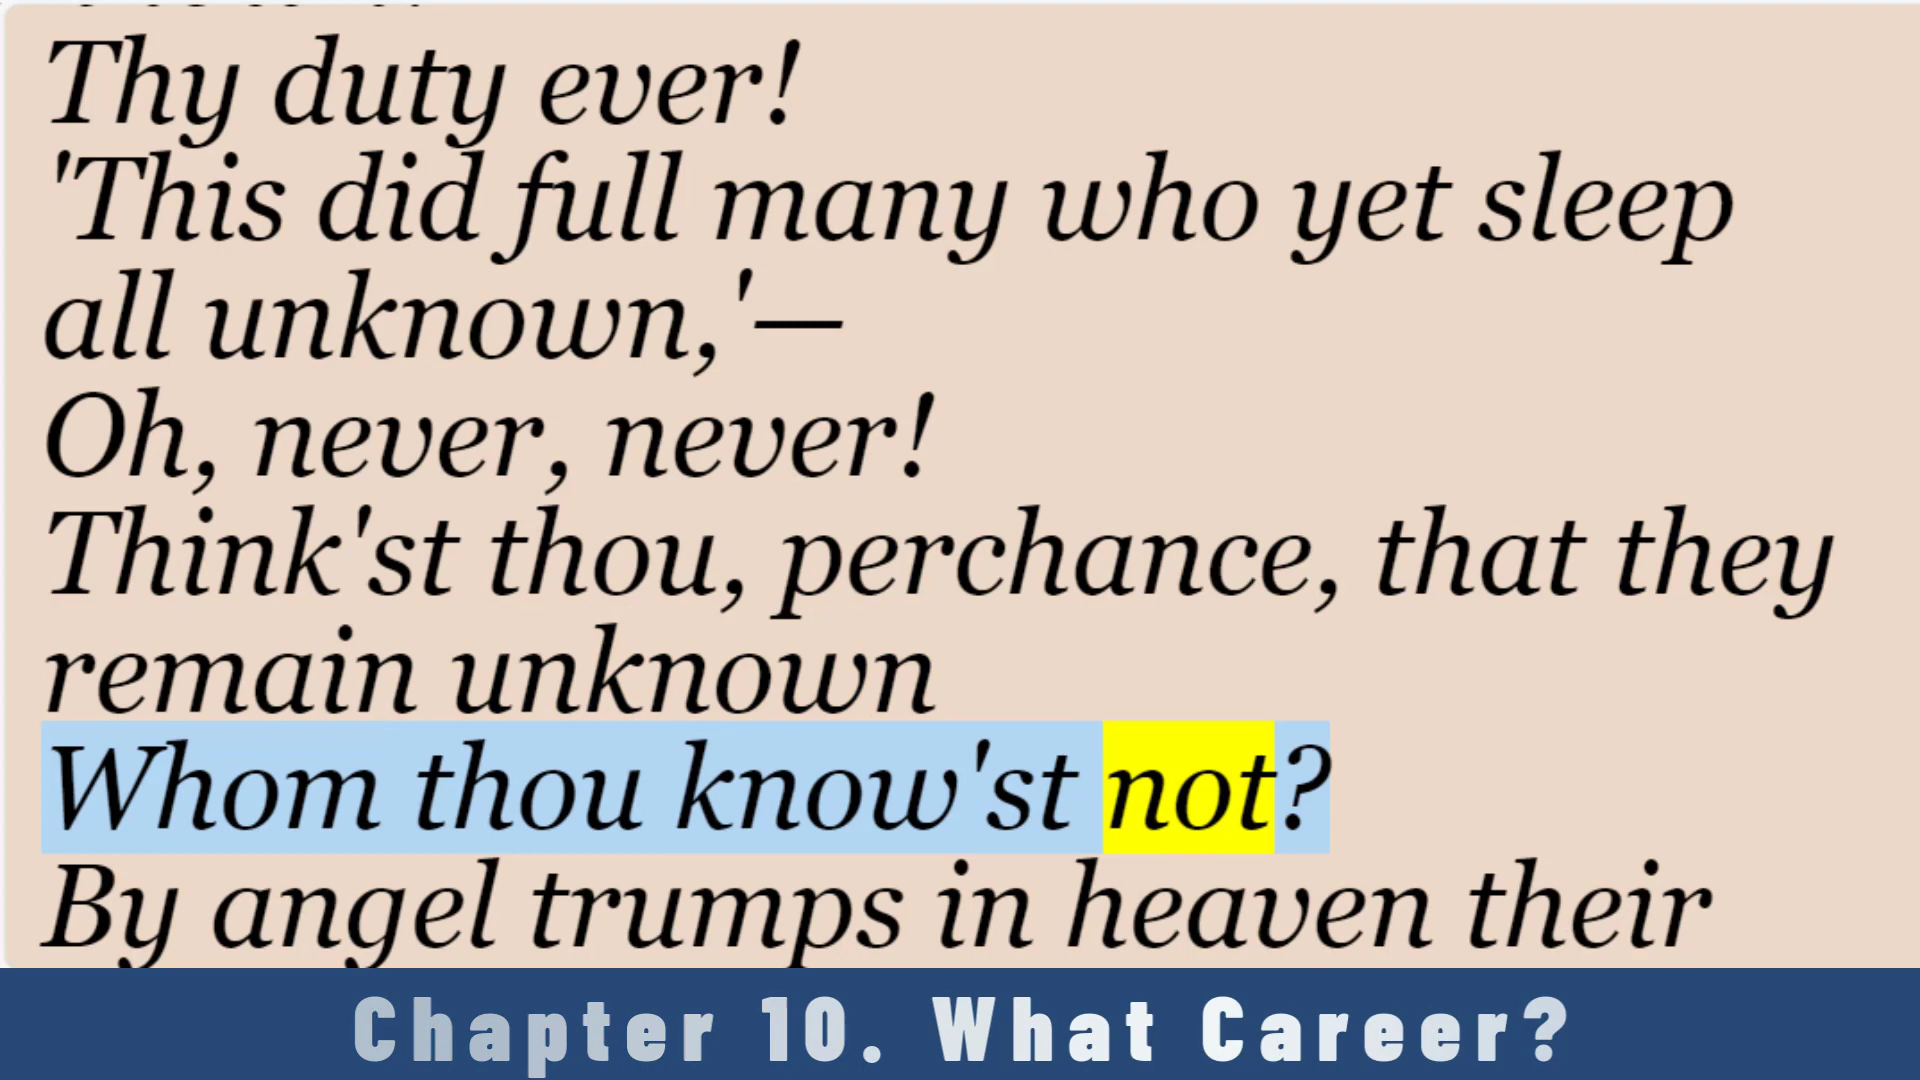 Thy duty ever!
'This did full many who yet sleep
all unknown,'—
Oh, never, never!
Think'st thou, perchance, that they
remain unknown
Whom thou know'st not?
By angel trumps in heaven their
Chapter 10. What Career?